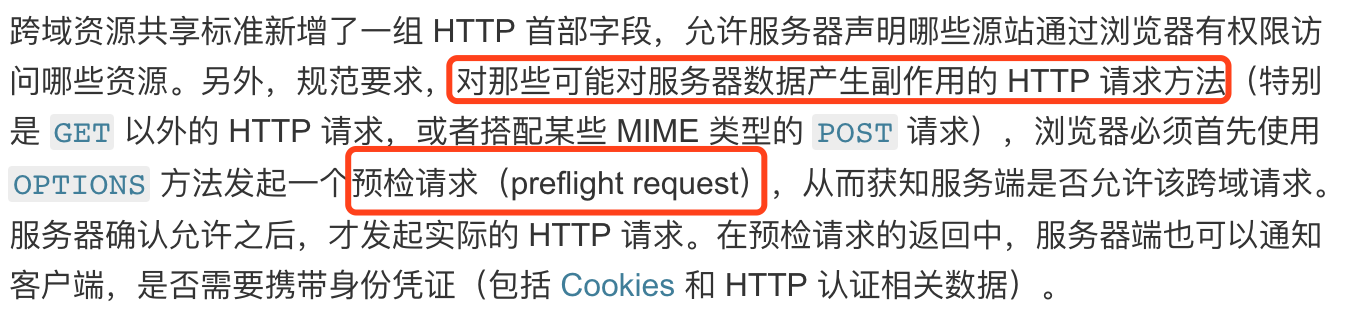 跨域资源共享标准新增了一组 HTTP 首部字段，允许服务器声明哪些源站通过浏览器有权限访
问哪些资源。另外，规范要求，对那些可能对服务器数据产生副作用的 HTTP 请求方法（特别
是 GET 以外的 HTTP 请求，或者搭配某些 MIME 类型的 POST 请求），浏览器必须首先使用
OPTIONS 方法发起一个预检请求（preflight request），从而获知服务端是否允许该跨域请求。
服务器确认允许之后，才发起实际的 HTTP 请求。在预检请求的返回中，服务器端也可以通知
客户端，是否需要携带身份凭证（包括 Cookies 和 HTTP 认证相关数据）。